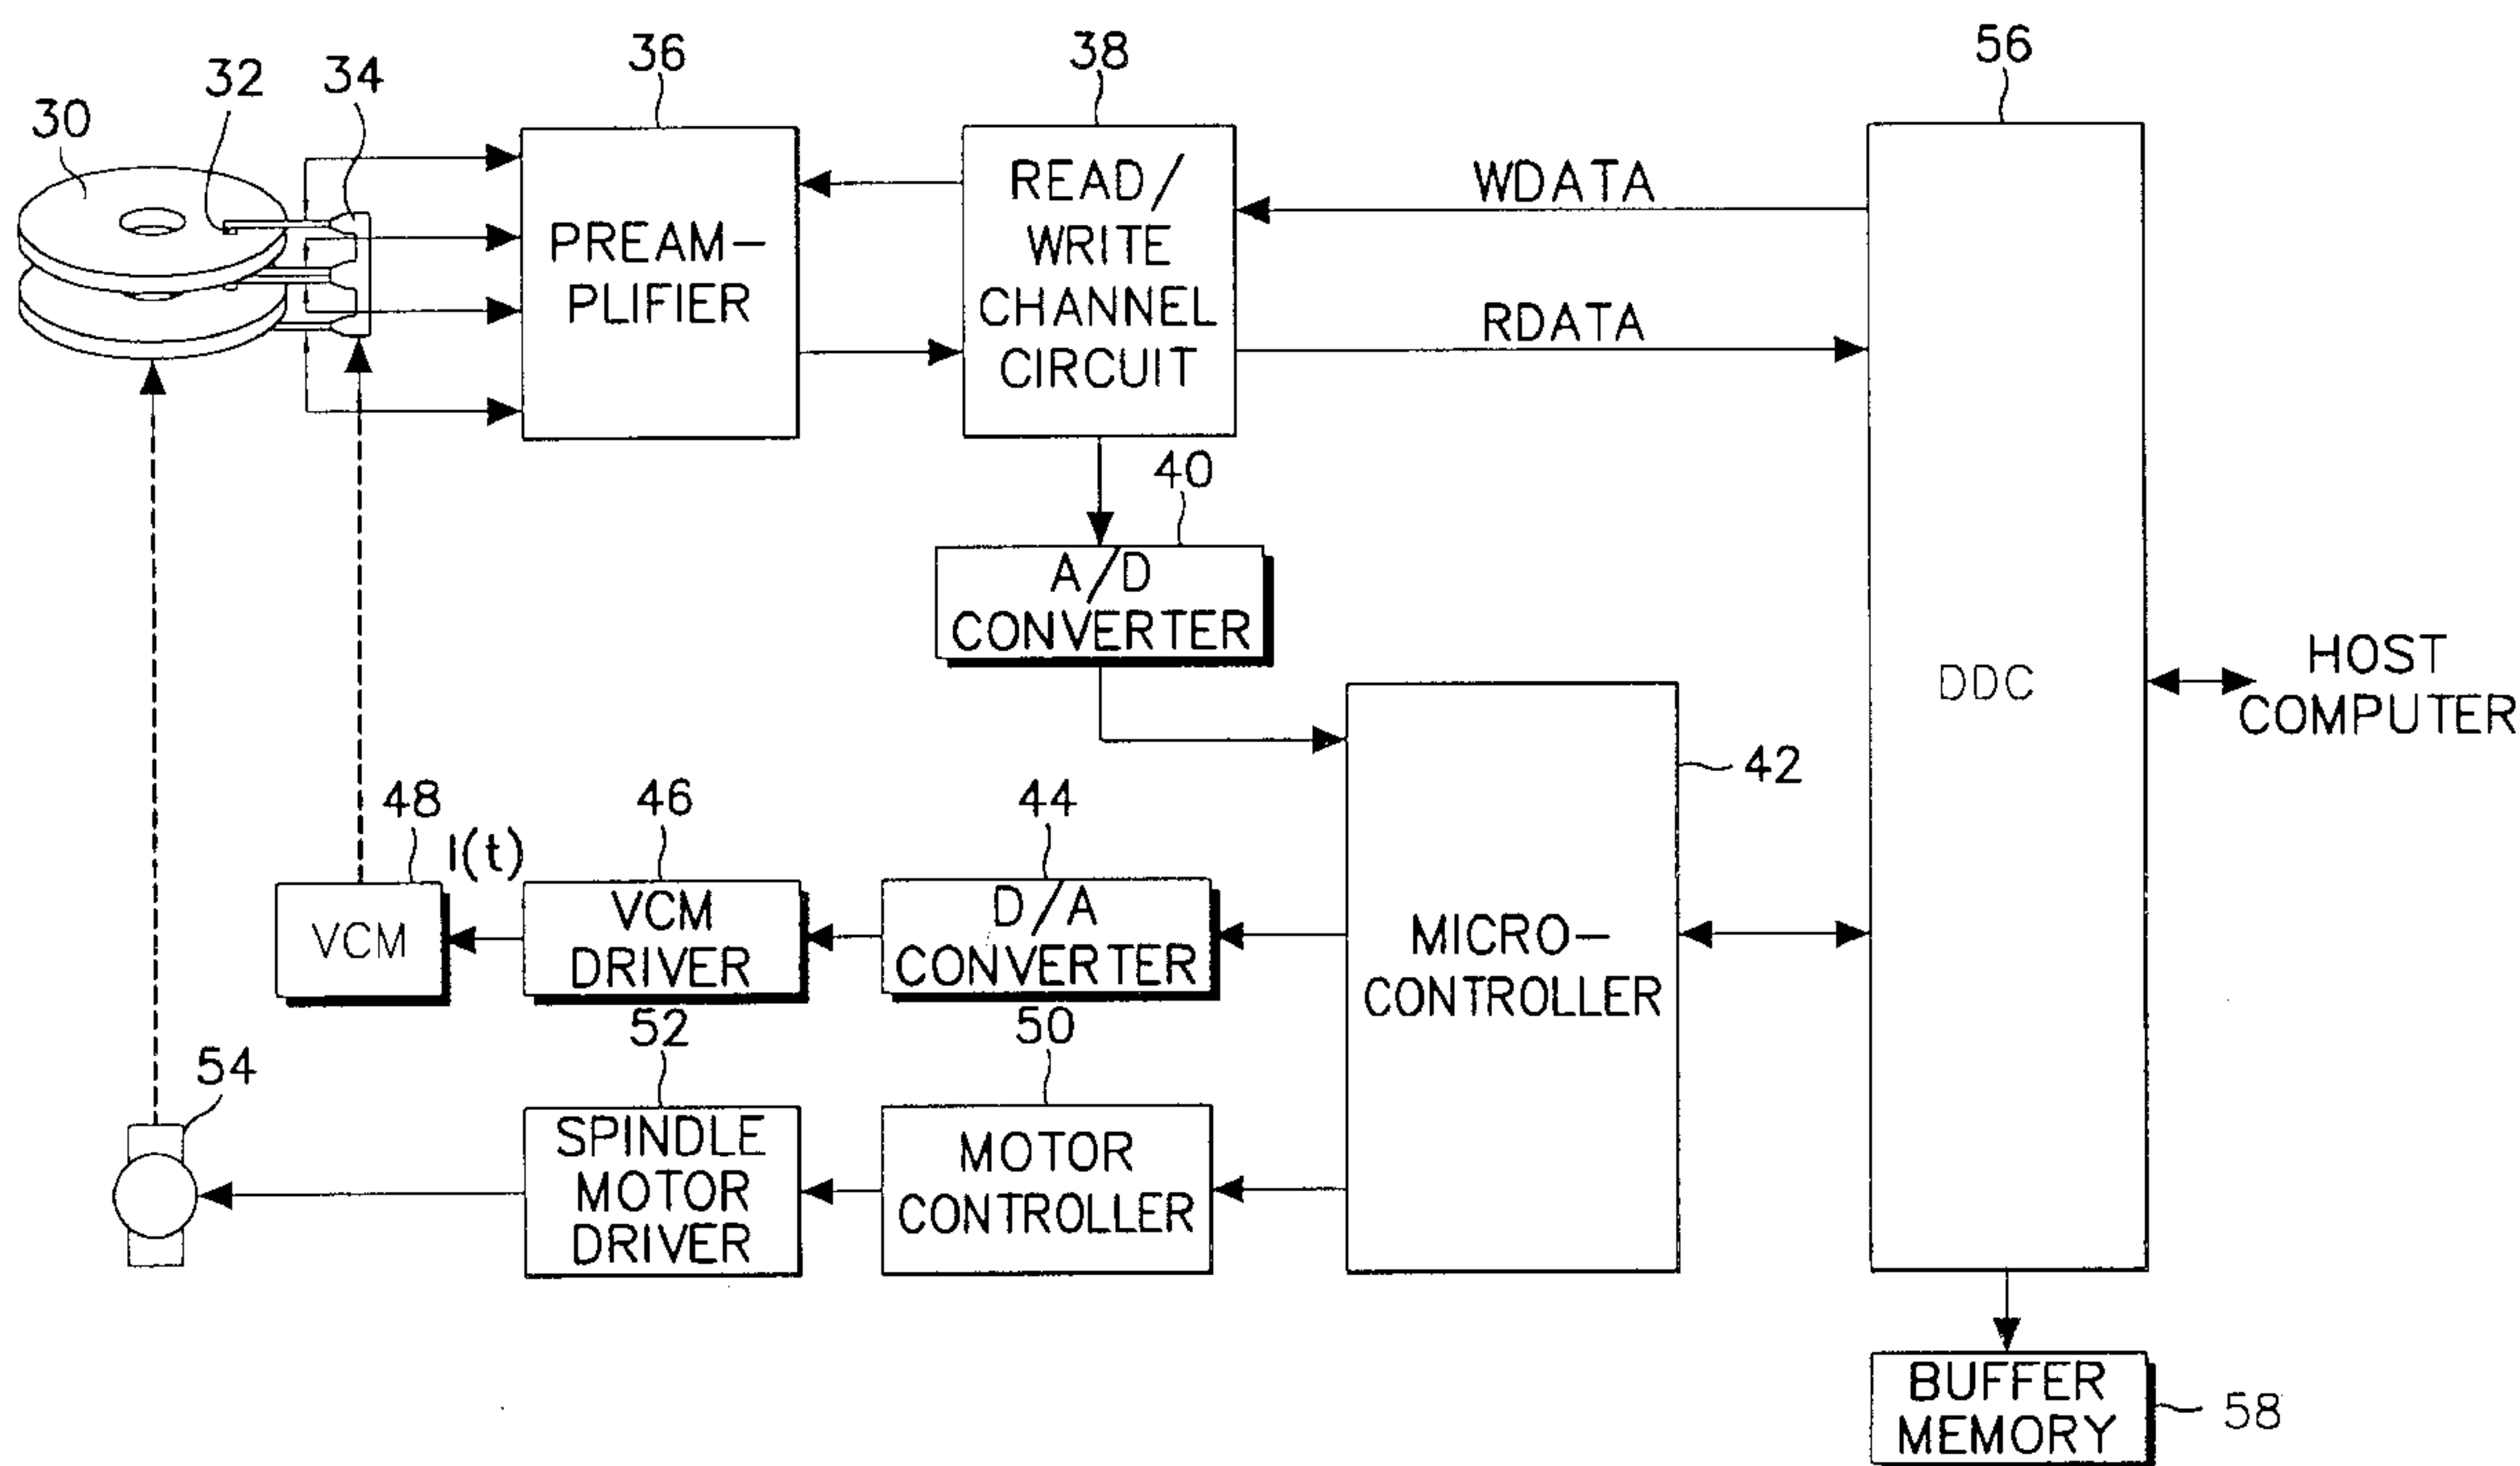 30
32
34
36
38
56
PREAM-
PLIFIER
READ/
WRITE
CHANNEL
CIRCUIT
WDATA
RDATA
40
A/D
CONVERTER
DDC
HOST
COMPUTER
42
MICRO-
CONTROLLER
48
I(t)
46
44
VCM
VCM
DRIVER
D/A
CONVERTER
54
52
50
SPINDLE
MOTOR
DRIVER
MOTOR
CONTROLLER
BUFFER
MEMORY
58